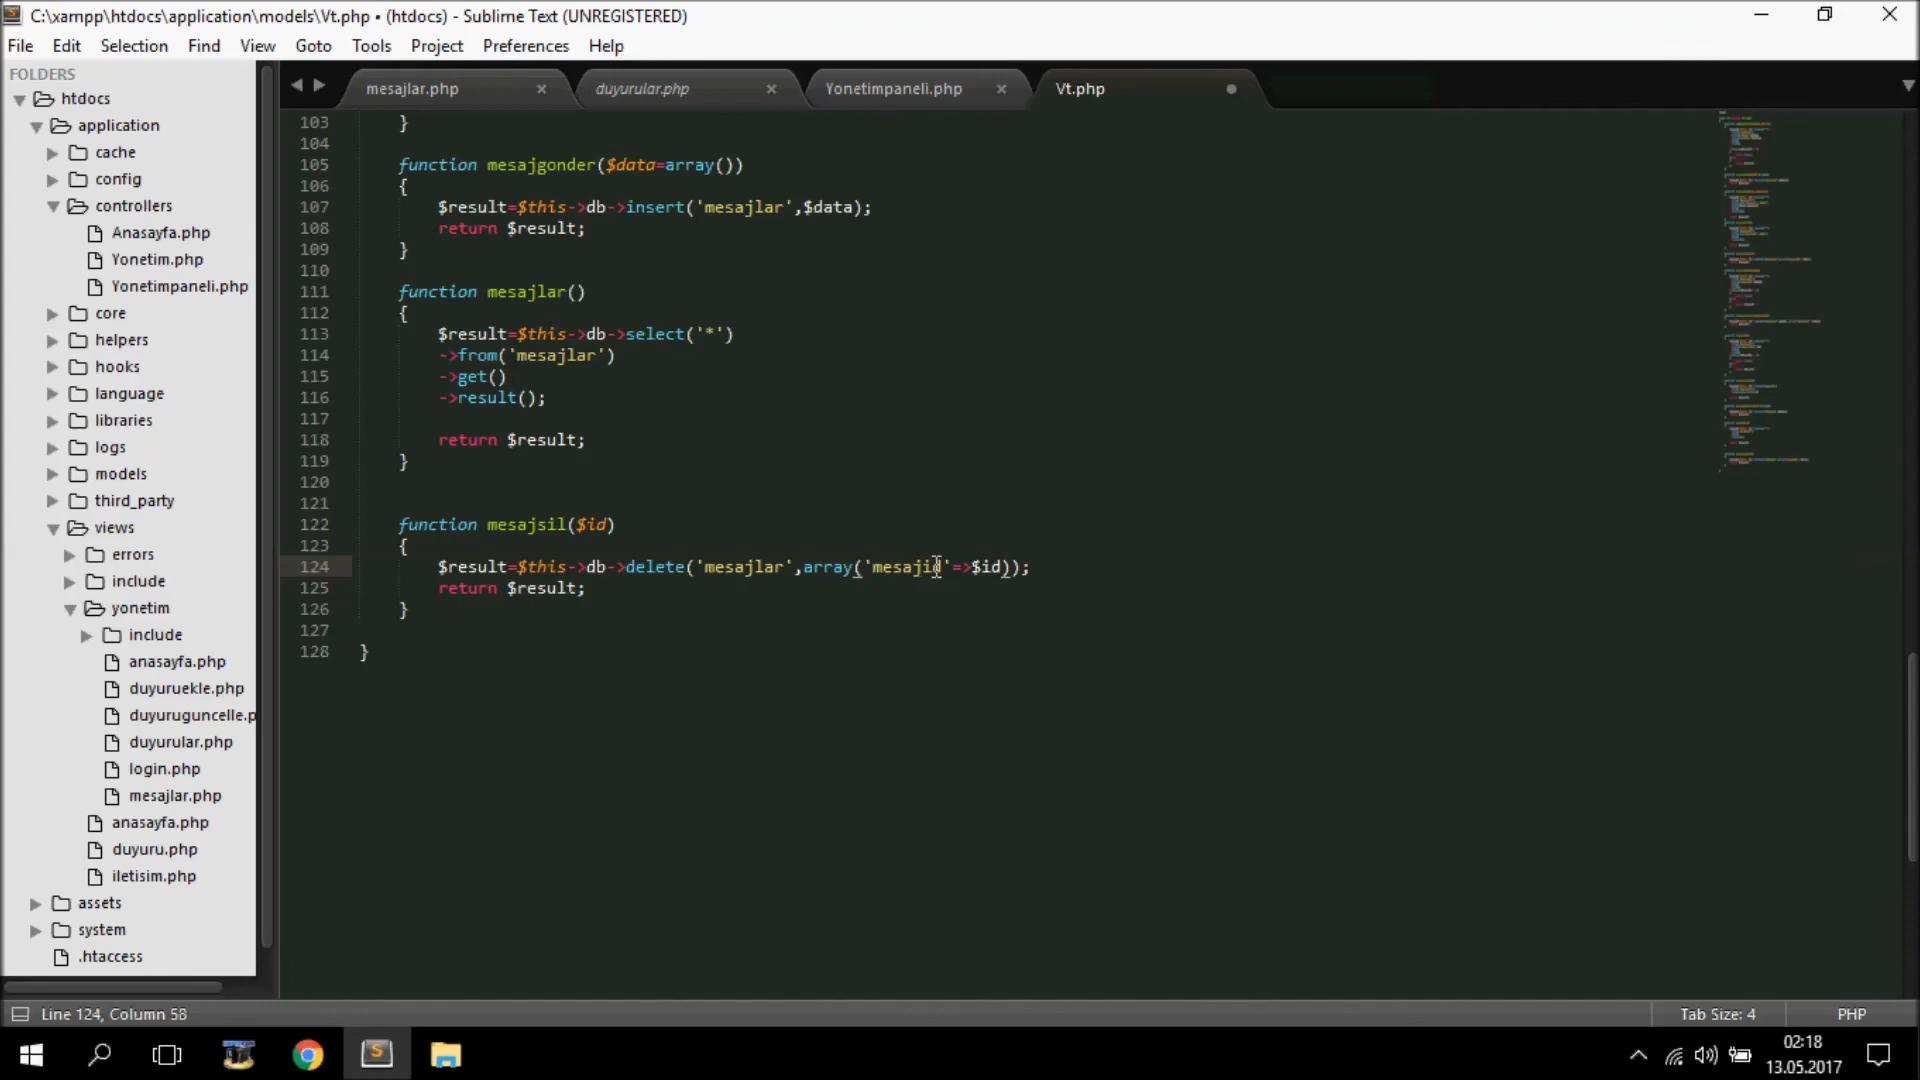 C:\xampp\htdocs\application\models\Vt.php • (htdocs) - Sublime Text (UNREGISTERED)
File Edit Selection Find View Goto Tools Project Preferences Help
FOLDERS
htdocs
application
cache
config
controllers
Anasayfa.php
Yonetim.php
Yonetimpaneli.php
core
helpers
hooks
language
libraries
logs
models
third_party
views
errors
include
yonetim
include
anasayfa.php
duyuruekle.php
duyuruguncelle.p
duyurular.php
login.php
mesajlar.php
anasayfa.php
duyuru.php
iletisim.php
assets
system
.htaccess
mesajlar.php duyurular.php Yonetimpaneli.php Vt.php
103 }
104
105 function mesajgonder($data=array())
106 {
107 $result=$this->db->insert('mesajlar',$data);
108 return $result;
109 }
110
111 function mesajlar()
112 {
113 $result=$this->db->select('*')
114 ->from('mesajlar')
115 ->get()
116 ->result();
117
118 return $result;
119 }
120
121
122 function mesajsil($id)
123 {
124 $result=$this->db->delete('mesajlar',array('mesajid'=>$id));
125 return $result;
126 }
127
128 }
Line 124, Column 58
Tab Size: 4 PHP
02:18
13.05.2017